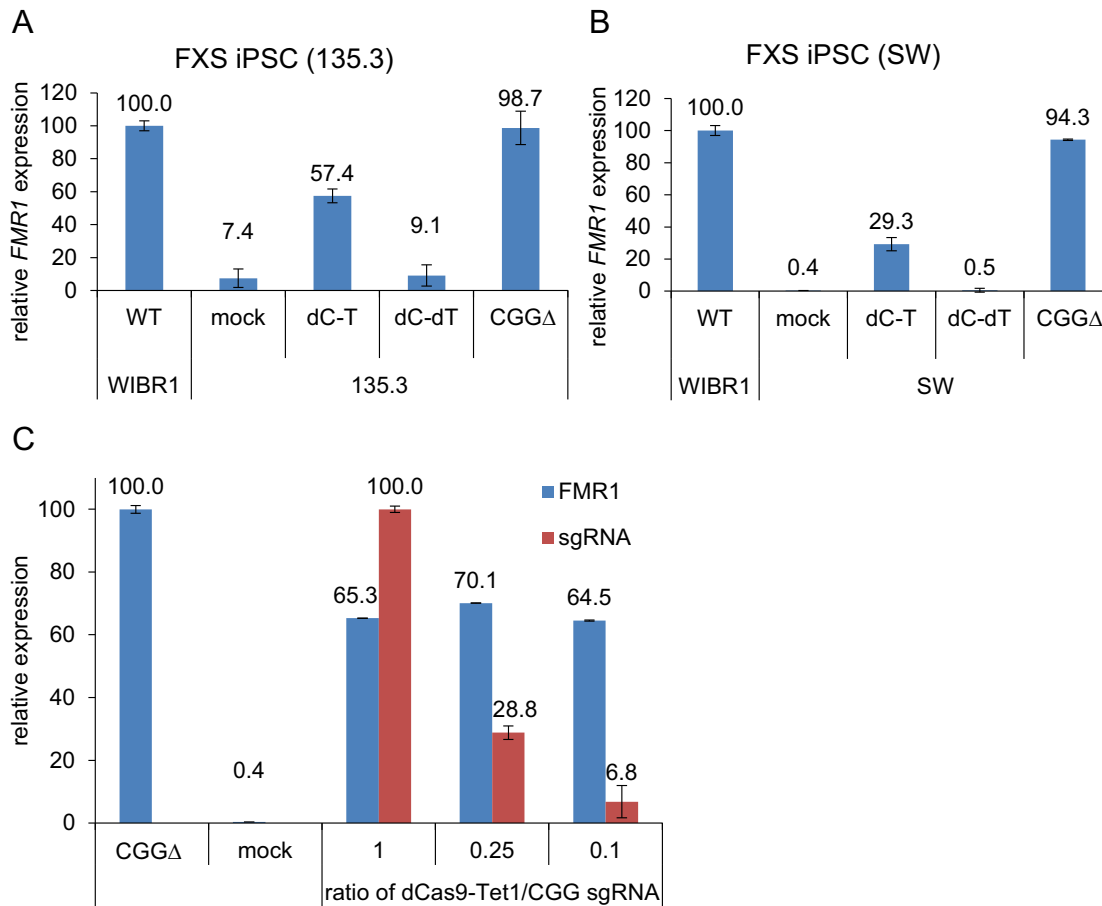 A
FXS iPSC (135.3)
relative FMR1 expression
120
100
80
60
40
20
0
100.0
7.4
57.4
9.1
98.7
WT
mock
dC-T
dC-dT
CGGΔ
WIBR1
135.3
B
FXS iPSC (SW)
relative FMR1 expression
120
100
80
60
40
20
0
100.0
0.4
29.3
0.5
94.3
WT
mock
dC-T
dC-dT
CGGΔ
WIBR1
SW
C
relative expression
100
80
60
40
20
0
100.0
0.4
65.3
100.0
70.1
28.8
64.5
6.8
FMR1
sgRNA
CGGΔ
mock
1
0.25
0.1
ratio of dCas9-Tet1/CGG sgRNA